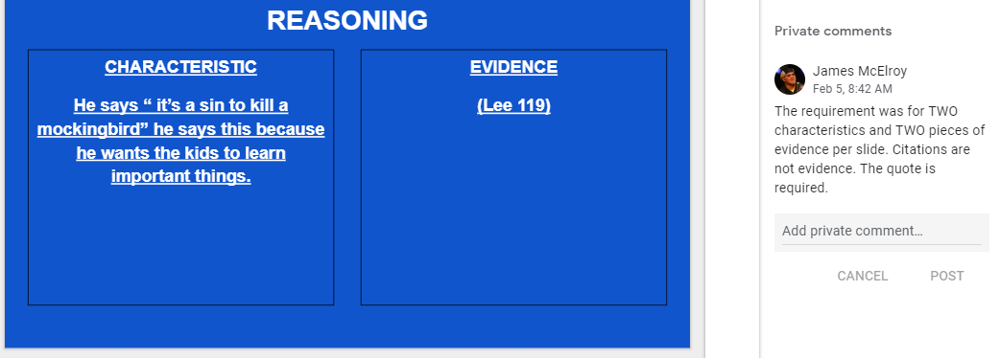 REASONING
CHARACTERISTIC
He says “ it’s a sin to kill a
mockingbird” he says this because
he wants the kids to learn
important things.
EVIDENCE
(Lee 119)
Private comments
James McElroy
Feb 5, 8:42 AM
The requirement was for TWO
characteristics and TWO pieces of
evidence per slide. Citations are
not evidence. The quote is
required.
Add private comment...
CANCEL POST